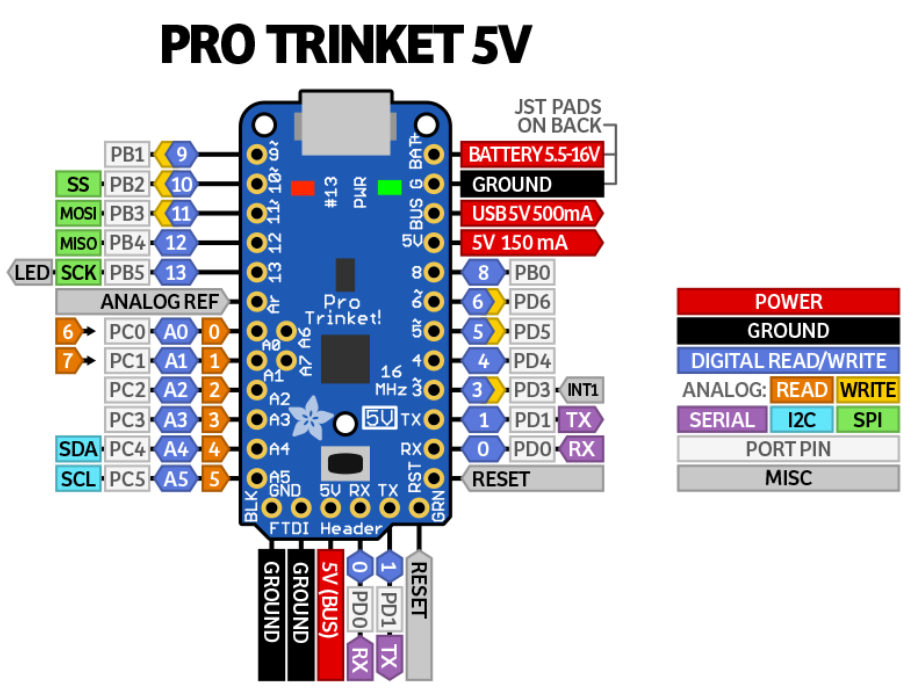 PRO TRINKET 5V
JST PADS
ON BACK
PB1 9 9~ BAT+ BATTERY 5.5-16V
SS PB2 10 10~ #13 PWR G GROUND
MOSI PB3 11 11~ BUS USB 5V 500mA
MISO PB4 12 12 5V 5V 150 mA
LED SCK PB5 13 13 8 8 PB0
ANALOG REF Ar Pro 6~ 6 PD6 POWER
Trinket!
6 PC0 A0 0 A0 A6 5~ 5 PD5 GROUND
7 PC1 A1 1 A1 A7 4 4 PD4 DIGITAL READ/WRITE
PC2 A2 2 A2 16 MHz 3~ 3 PD3 INT1 ANALOG: READ WRITE
PC3 A3 3 A3 5V TX 1 PD1 TX SERIAL I2C SPI
SDA PC4 A4 4 A4 RX 0 PD0 RX PORT PIN
SCL PC5 A5 5 A5 RST RESET MISC
BLK GND 5V RX TX GRN
FTDI Header
GROUND
GROUND
5V (BUS)
0 PD0 RX
1 PD1 TX
RESET